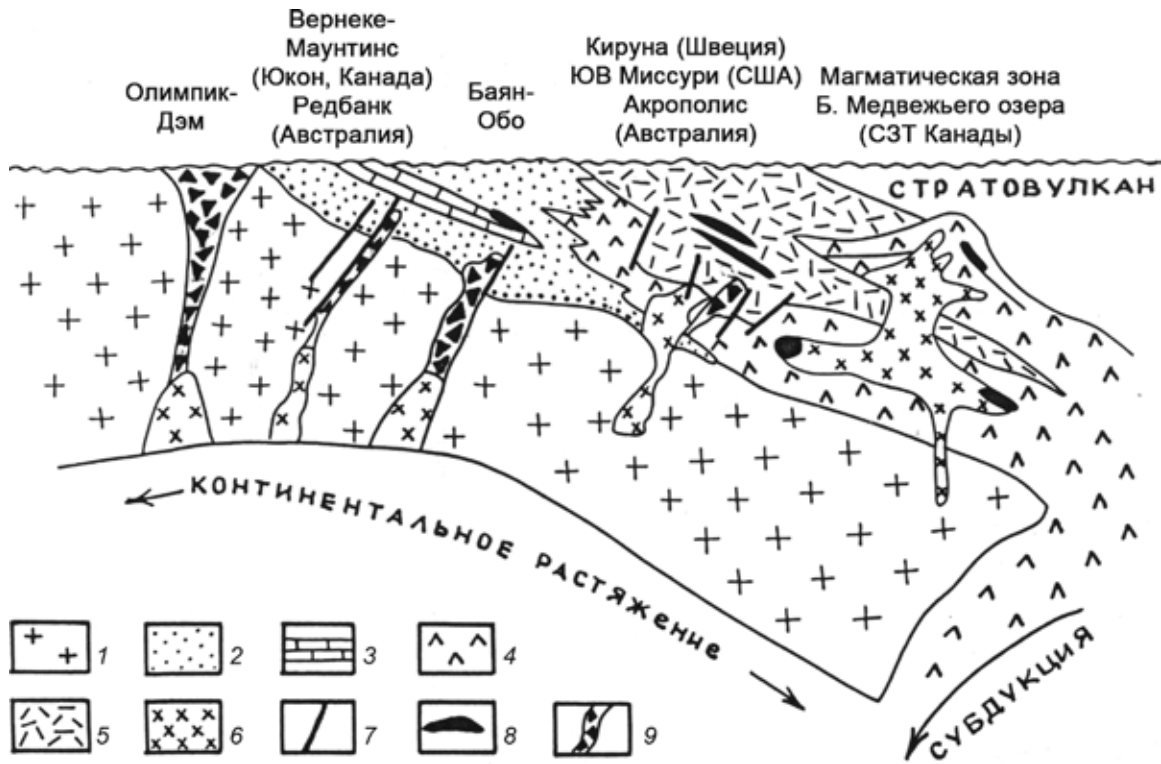 Олимпик-
Дэм
Вернеке-
Маунтинс
(Юкон, Канада)
Редбанк
(Австралия)
Баян-
Обо
Кируна (Швеция)
ЮВ Миссури (США)
Акрополис
(Австралия)
Магматическая зона
Б. Медвежьего озера
(СЗТ Канады)
СТРАТОВУЛКАН
КОНТИНЕНТАЛЬНОЕ РАСТЯЖЕНИЕ
СУБДУКЦИЯ
1
2
3
4
5
6
7
8
9